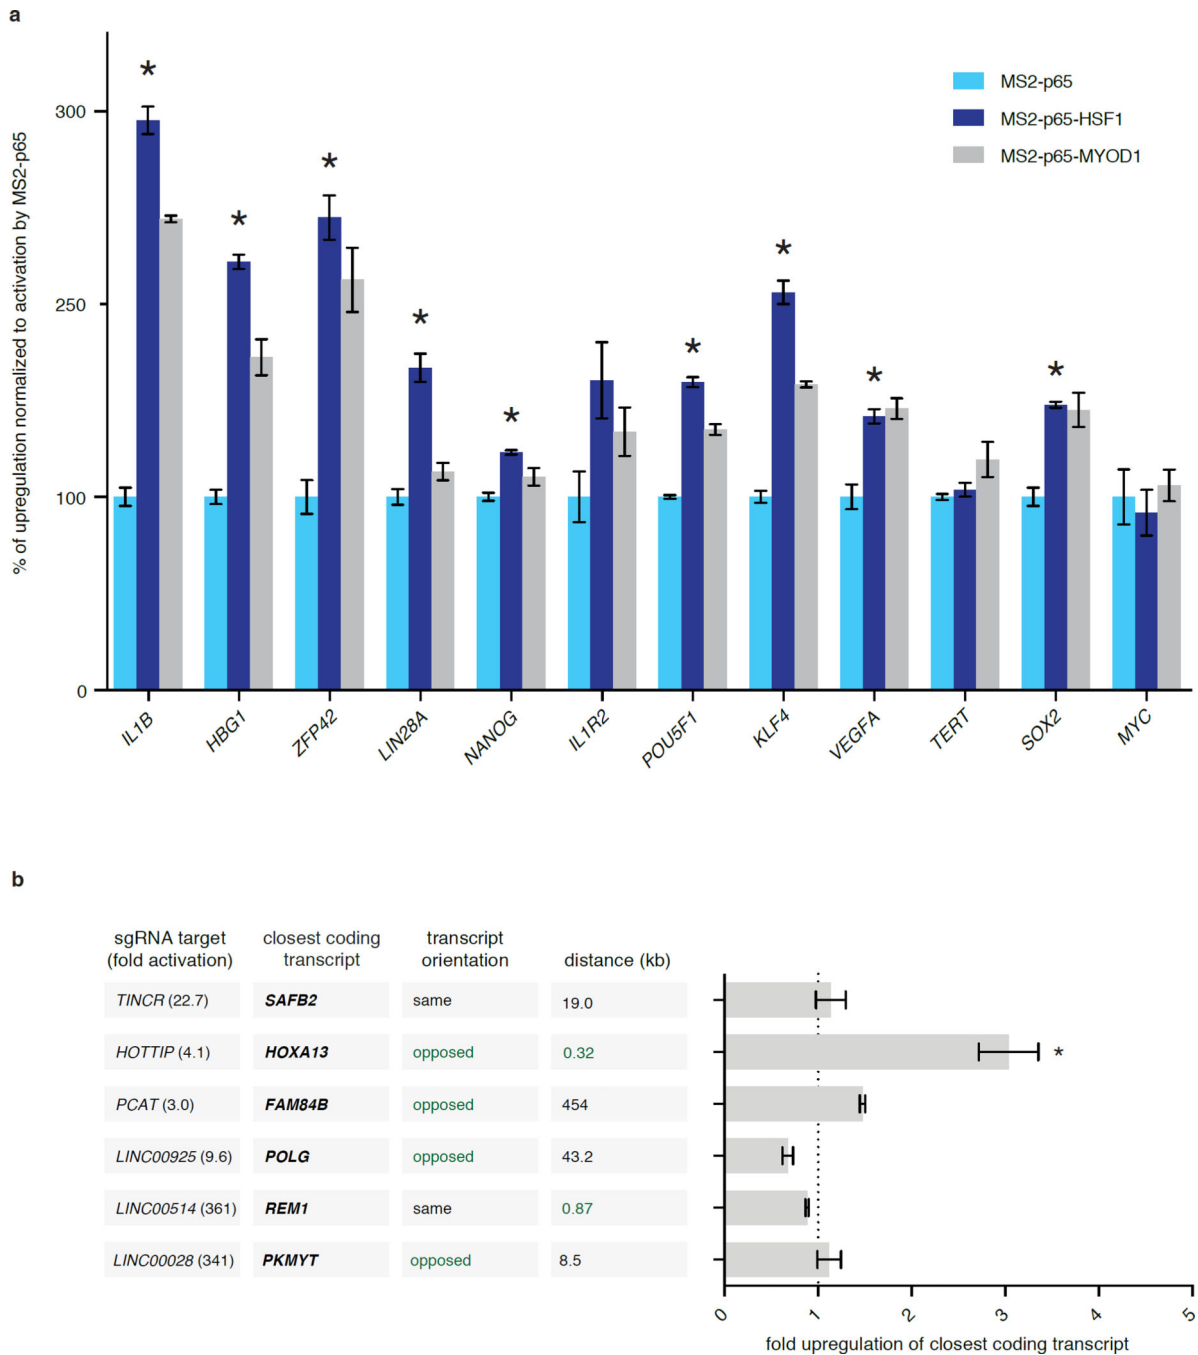 a
% of upregulation normalized to activation by MS2-p65
300
250
100
0
*
*
*
*
*
*
*
*
*
MS2-p65
MS2-p65-HSF1
MS2-p65-MYOD1
IL1B
HBG1
ZFP42
LIN28A
NANOG
IL1R2
POU5F1
KLF4
VEGFA
TERT
SOX2
MYC
b
sgRNA target (fold activation)
closest coding transcript
transcript orientation
distance (kb)
TINCR (22.7) SAFB2 same 19.0
HOTTIP (4.1) HOXA13 opposed 0.32 *
PCAT (3.0) FAM84B opposed 454
LINC00925 (9.6) POLG opposed 43.2
LINC00514 (361) REM1 same 0.87
LINC00028 (341) PKMYT opposed 8.5
0 1 2 3 4 5
fold upregulation of closest coding transcript